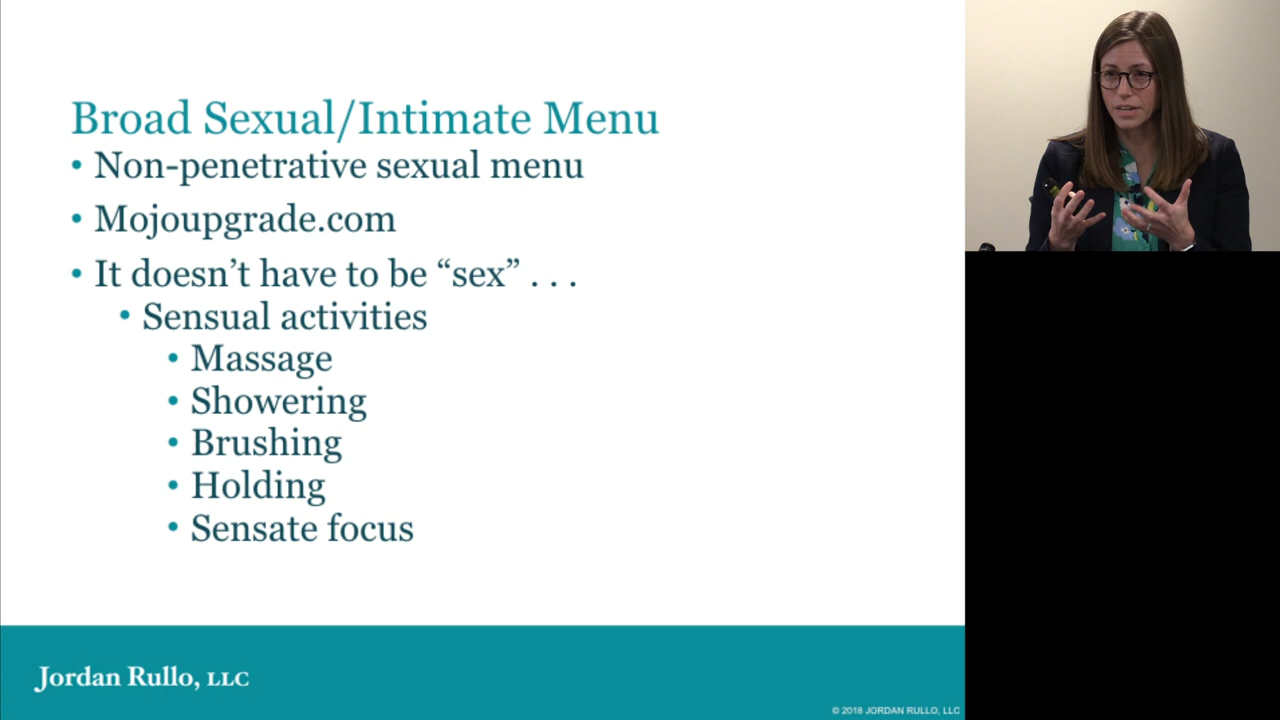 Broad Sexual/Intimate Menu
• Non-penetrative sexual menu
• Mojoupgrade.com
• It doesn’t have to be “sex” . . .
• Sensual activities
• Massage
• Showering
• Brushing
• Holding
• Sensate focus
Jordan Rullo, LLC
© 2018 JORDAN RULLO, LLC